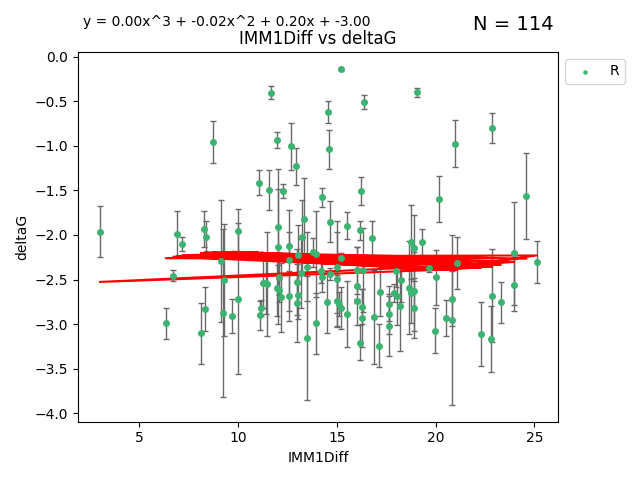 y = 0.00x^3 + -0.02x^2 + 0.20x + -3.00
N = 114
IMM1Diff vs deltaG
R
0.0
−0.5
−1.0
−1.5
−2.0
−2.5
−3.0
−3.5
−4.0
deltaG
5 10 15 20 25
IMM1Diff